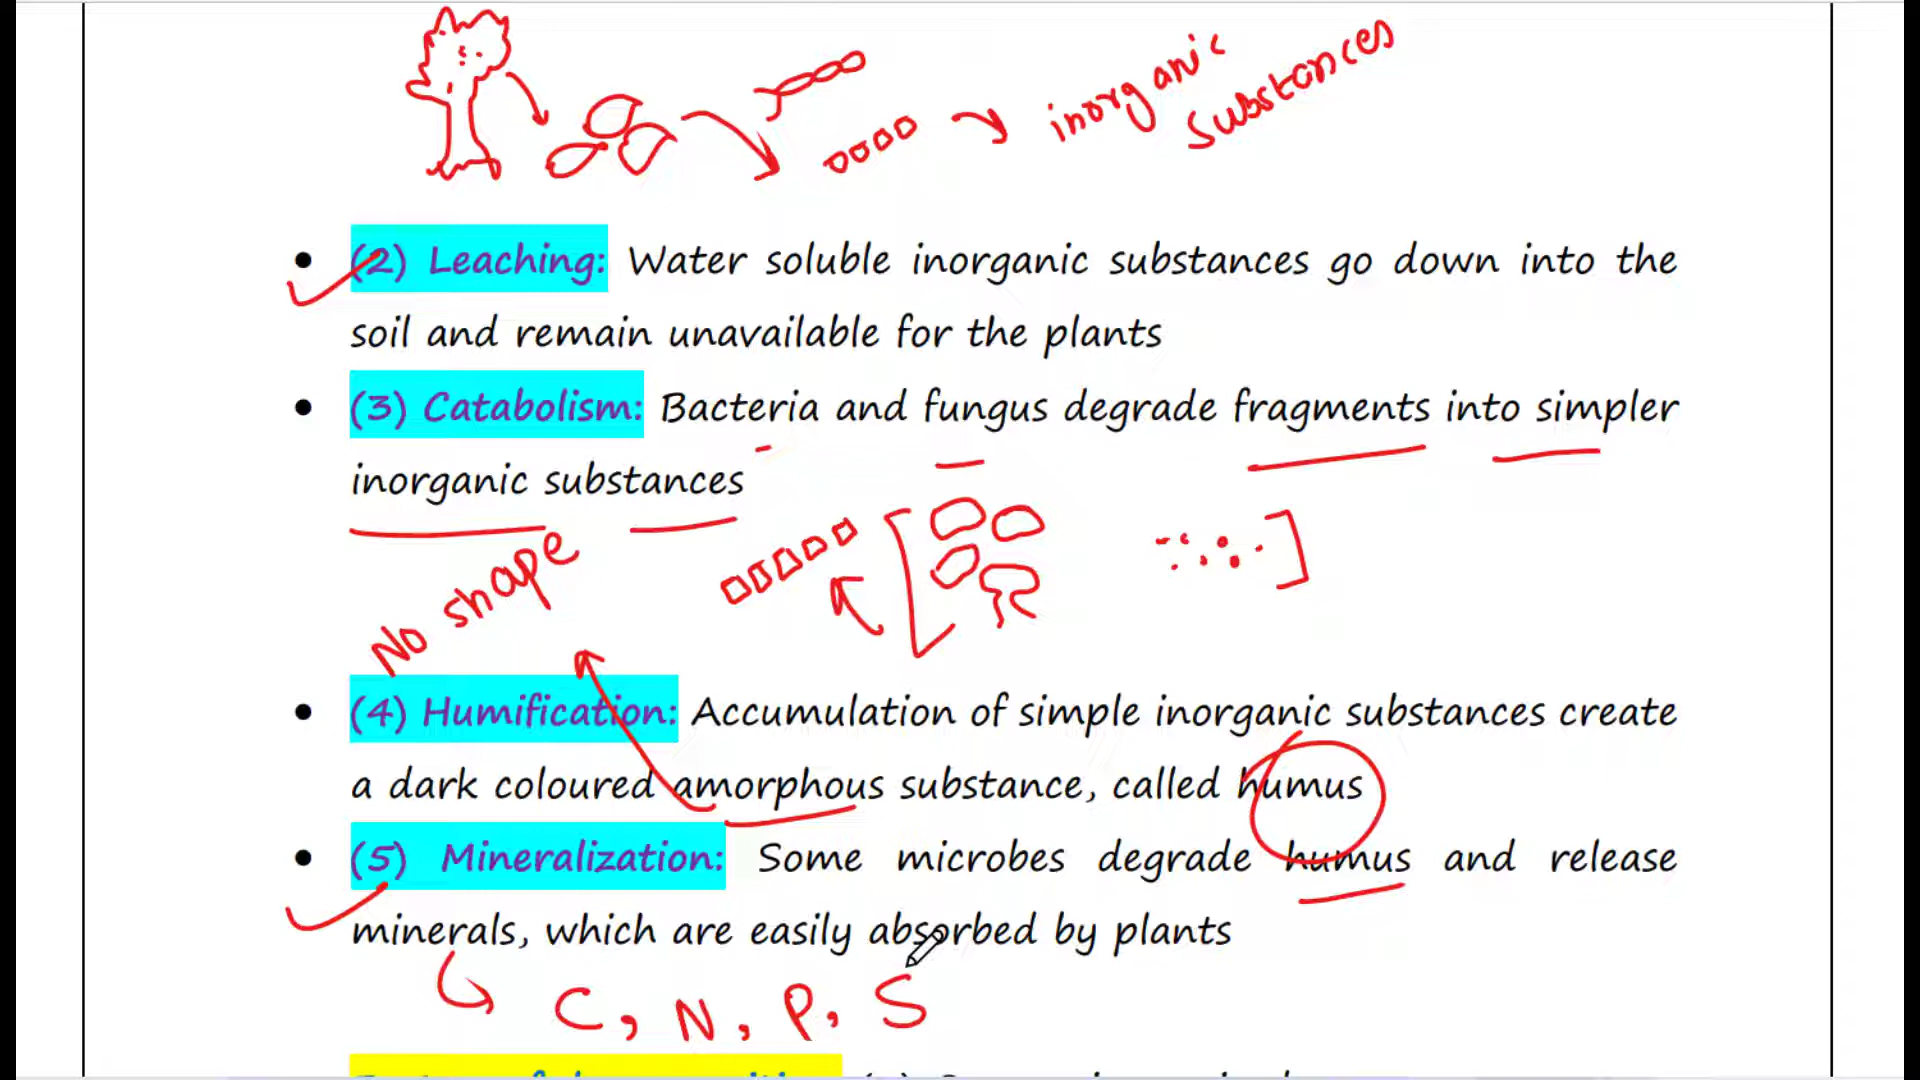 inorganic
substances
(2) Leaching: Water soluble inorganic substances go down into the
soil and remain unavailable for the plants
(3) Catabolism: Bacteria and fungus degrade fragments into simpler
inorganic substances
No shape
(4) Humification: Accumulation of simple inorganic substances create
a dark coloured amorphous substance, called humus
(5) Mineralization: Some microbes degrade humus and release
minerals, which are easily absorbed by plants
C, N, P, S